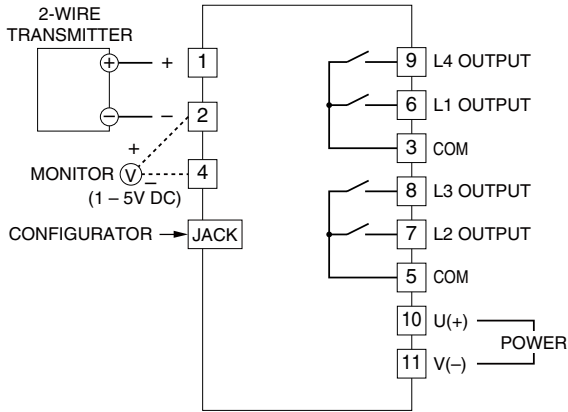 2-WIRE
TRANSMITTER
+ + 1
– – 2
+
MONITOR V – 4
(1 – 5V DC)
CONFIGURATOR JACK
9 L4 OUTPUT
6 L1 OUTPUT
3 COM
8 L3 OUTPUT
7 L2 OUTPUT
5 COM
10 U(+)
POWER
11 V(–)